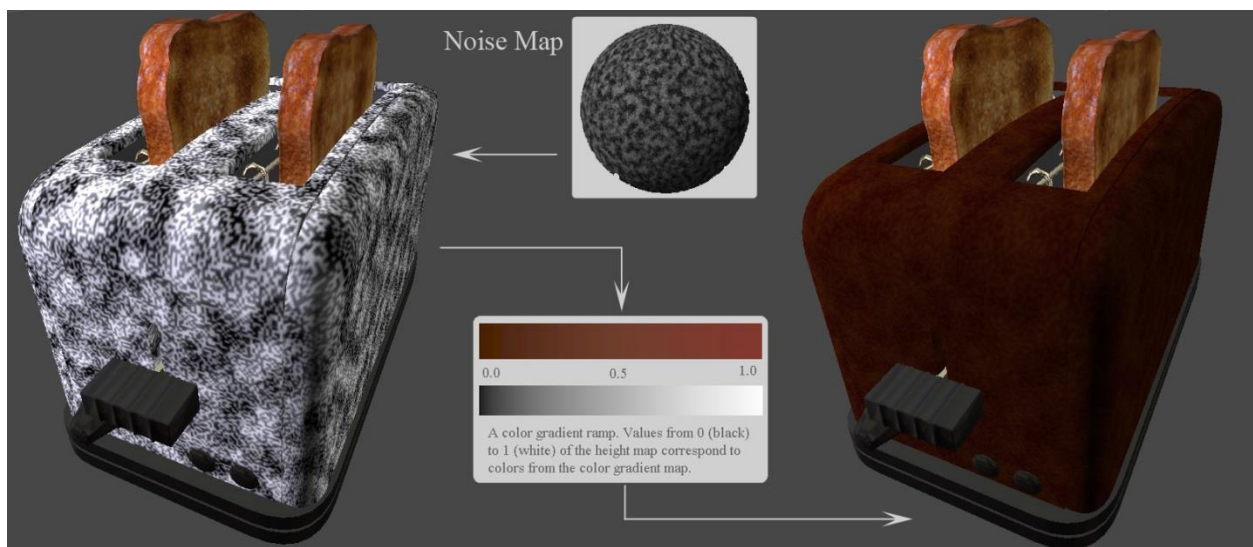 Noise Map
0.0 0.5 1.0
A color gradient ramp. Values from 0 (black)
to 1 (white) of the height map correspond to
colors from the color gradient map.